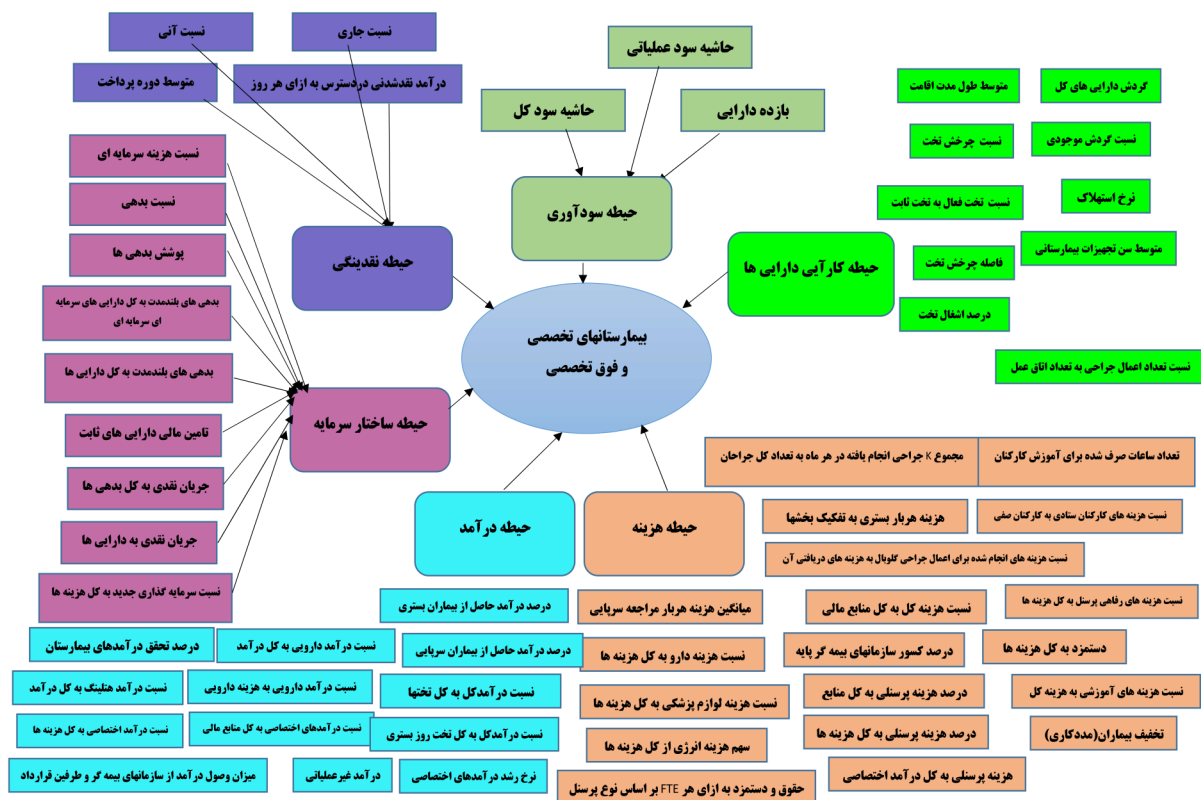 نسبت آنی
نسبت جاری
متوسط دوره پرداخت
درآمد نقدشدنی دردسترس به ازای هر روز
حیطه نقدینگی
حاشیه سود عملیاتی
حاشیه سود کل
بازده دارایی
حیطه سودآوری
گردش دارایی های کل
متوسط طول مدت اقامت
نسبت گردش موجودی
نسبت چرخش تخت
نرخ استهلاک
نسبت تخت فعال به تخت ثابت
متوسط سن تجهیزات بیمارستانی
فاصله چرخش تخت
درصد اشغال تخت
نسبت تعداد اعمال جراحی به تعداد اتاق عمل
حیطه کارآیی دارایی ها
بیمارستانهای تخصصی
و فوق تخصصی
نسبت هزینه سرمایه ای
نسبت بدهی
پوشش بدهی ها
بدهی های بلندمدت به کل دارایی های سرمایه
ای سرمایه ای
بدهی های بلندمدت به کل دارایی ها
تامین مالی دارایی های ثابت
جریان نقدی به کل بدهی ها
جریان نقدی به دارایی ها
نسبت سرمایه گذاری جدید به کل هزینه ها
حیطه ساختار سرمایه
حیطه درآمد
حیطه هزینه
تعداد ساعات صرف شده برای آموزش کارکنان
مجموع K جراحی انجام یافته در هر ماه به تعداد کل جراحان
نسبت هزینه های کارکنان ستادی به کارکنان صفی
هزینه هربار بستری به تفکیک بخشها
نسبت هزینه های انجام شده برای اعمال جراحی گلوبال به هزینه های دریافتی آن
نسبت هزینه های رفاهی پرسنل به کل هزینه ها
نسبت هزینه کل به کل منابع مالی
میانگین هزینه هربار مراجعه سرپایی
دستمزد به کل هزینه ها
درصد کسور سازمانهای بیمه گر پایه
نسبت هزینه دارو به کل هزینه ها
نسبت هزینه های آموزشی به هزینه کل
درصد هزینه پرسنلی به کل منابع
نسبت هزینه لوازم پزشکی به کل هزینه ها
تخفیف بیماران(مددکاری)
درصد هزینه پرسنلی به کل هزینه ها
سهم هزینه انرژی از کل هزینه ها
هزینه پرسنلی به کل درآمد اختصاصی
حقوق و دستمزد به ازای هر FTE بر اساس نوع پرسنل
درصد درآمد حاصل از بیماران بستری
درصد درآمد حاصل از بیماران سرپایی
نسبت درآمد دارویی به کل درآمد
درصد تحقق درآمدهای بیمارستان
نسبت درآمدکل به کل تختها
نسبت درآمد دارویی به هزینه دارویی
نسبت درآمد هتلینگ به کل درآمد
نسبت درآمدکل به کل تخت روز بستری
نسبت درآمدهای اختصاصی به کل منابع مالی
نسبت درآمد اختصاصی به کل هزینه ها
نرخ رشد درآمدهای اختصاصی
درآمد غیرعملیاتی
میزان وصول درآمد از سازمانهای بیمه گر و طرفین قرارداد